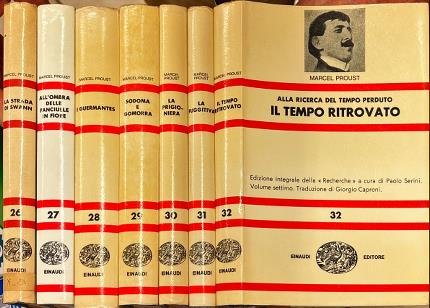 MARCEL PROUST
LA STRADA
DI SWANN
26
EINAUDI
MARCEL PROUST
ALL'OMBRA
DELLE
FANCIULLE
IN FIORE
27
EINAUDI
MARCEL PROUST
I GUERMANTES
28
EINAUDI
MARCEL PROUST
SODOMA E
GOMORRA
29
EINAUDI
MARCEL
PROUST
LA
PRIGIO-
NIERA
30
EINAUDI
MARCEL
PROUST
LA
FUGGITIVA
31
EINAUDI
MARCEL PROUST
IL TEMPO
RITROVATO
32
EINAUDI
MARCEL PROUST
ALLA RICERCA DEL TEMPO PERDUTO
IL TEMPO RITROVATO
Edizione integrale della «Recherche» a cura di Paolo Serini.
Volume settimo. Traduzione di Giorgio Caproni.
32
EINAUDI EDITORE